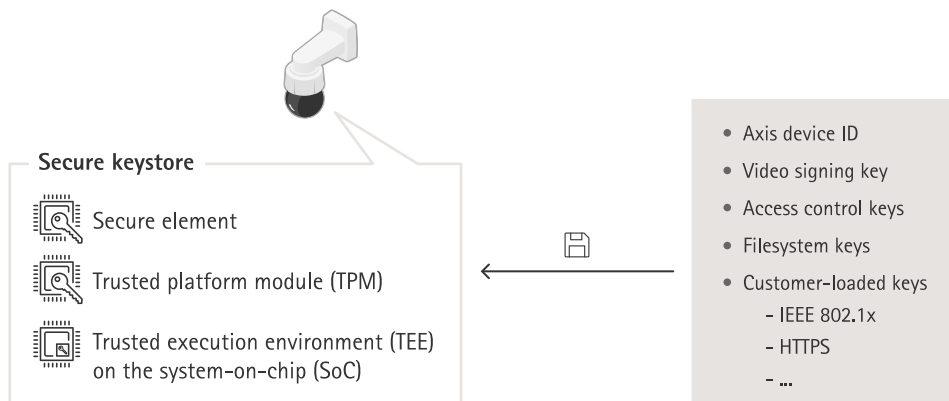 Secure keystore
Secure element
Trusted platform module (TPM)
Trusted execution environment (TEE)
on the system-on-chip (SoC)
• Axis device ID
• Video signing key
• Access control keys
• Filesystem keys
• Customer-loaded keys
- IEEE 802.1x
- HTTPS
- ...